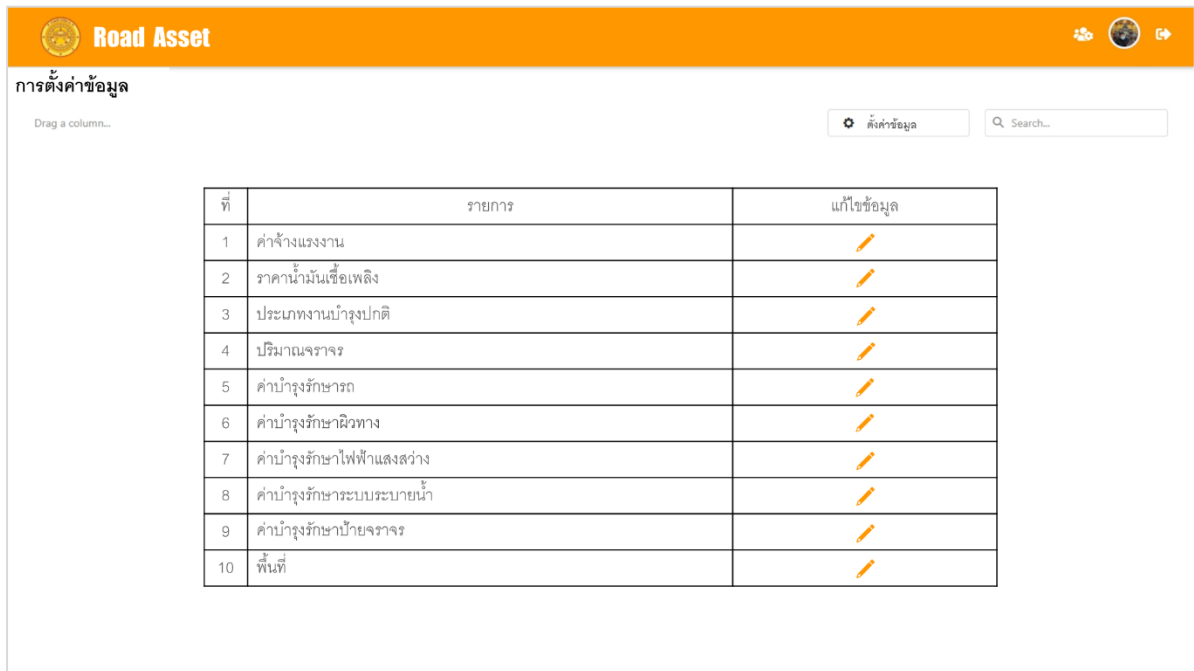 Road Asset
การตั้งค่าข้อมูล
Drag a column...
ตั้งค่าข้อมูล
Search...
ที่ รายการ แก้ไขข้อมูล
1 ค่าจ้างแรงงาน
2 ราคาน้ำมันเชื้อเพลิง
3 ประเภทงานบำรุงปกติ
4 ปริมาณจราจร
5 ค่าบำรุงรักษารถ
6 ค่าบำรุงรักษาผิวทาง
7 ค่าบำรุงรักษาไฟฟ้าแสงสว่าง
8 ค่าบำรุงรักษาระบบระบายน้ำ
9 ค่าบำรุงรักษาป้ายจราจร
10 พื้นที่